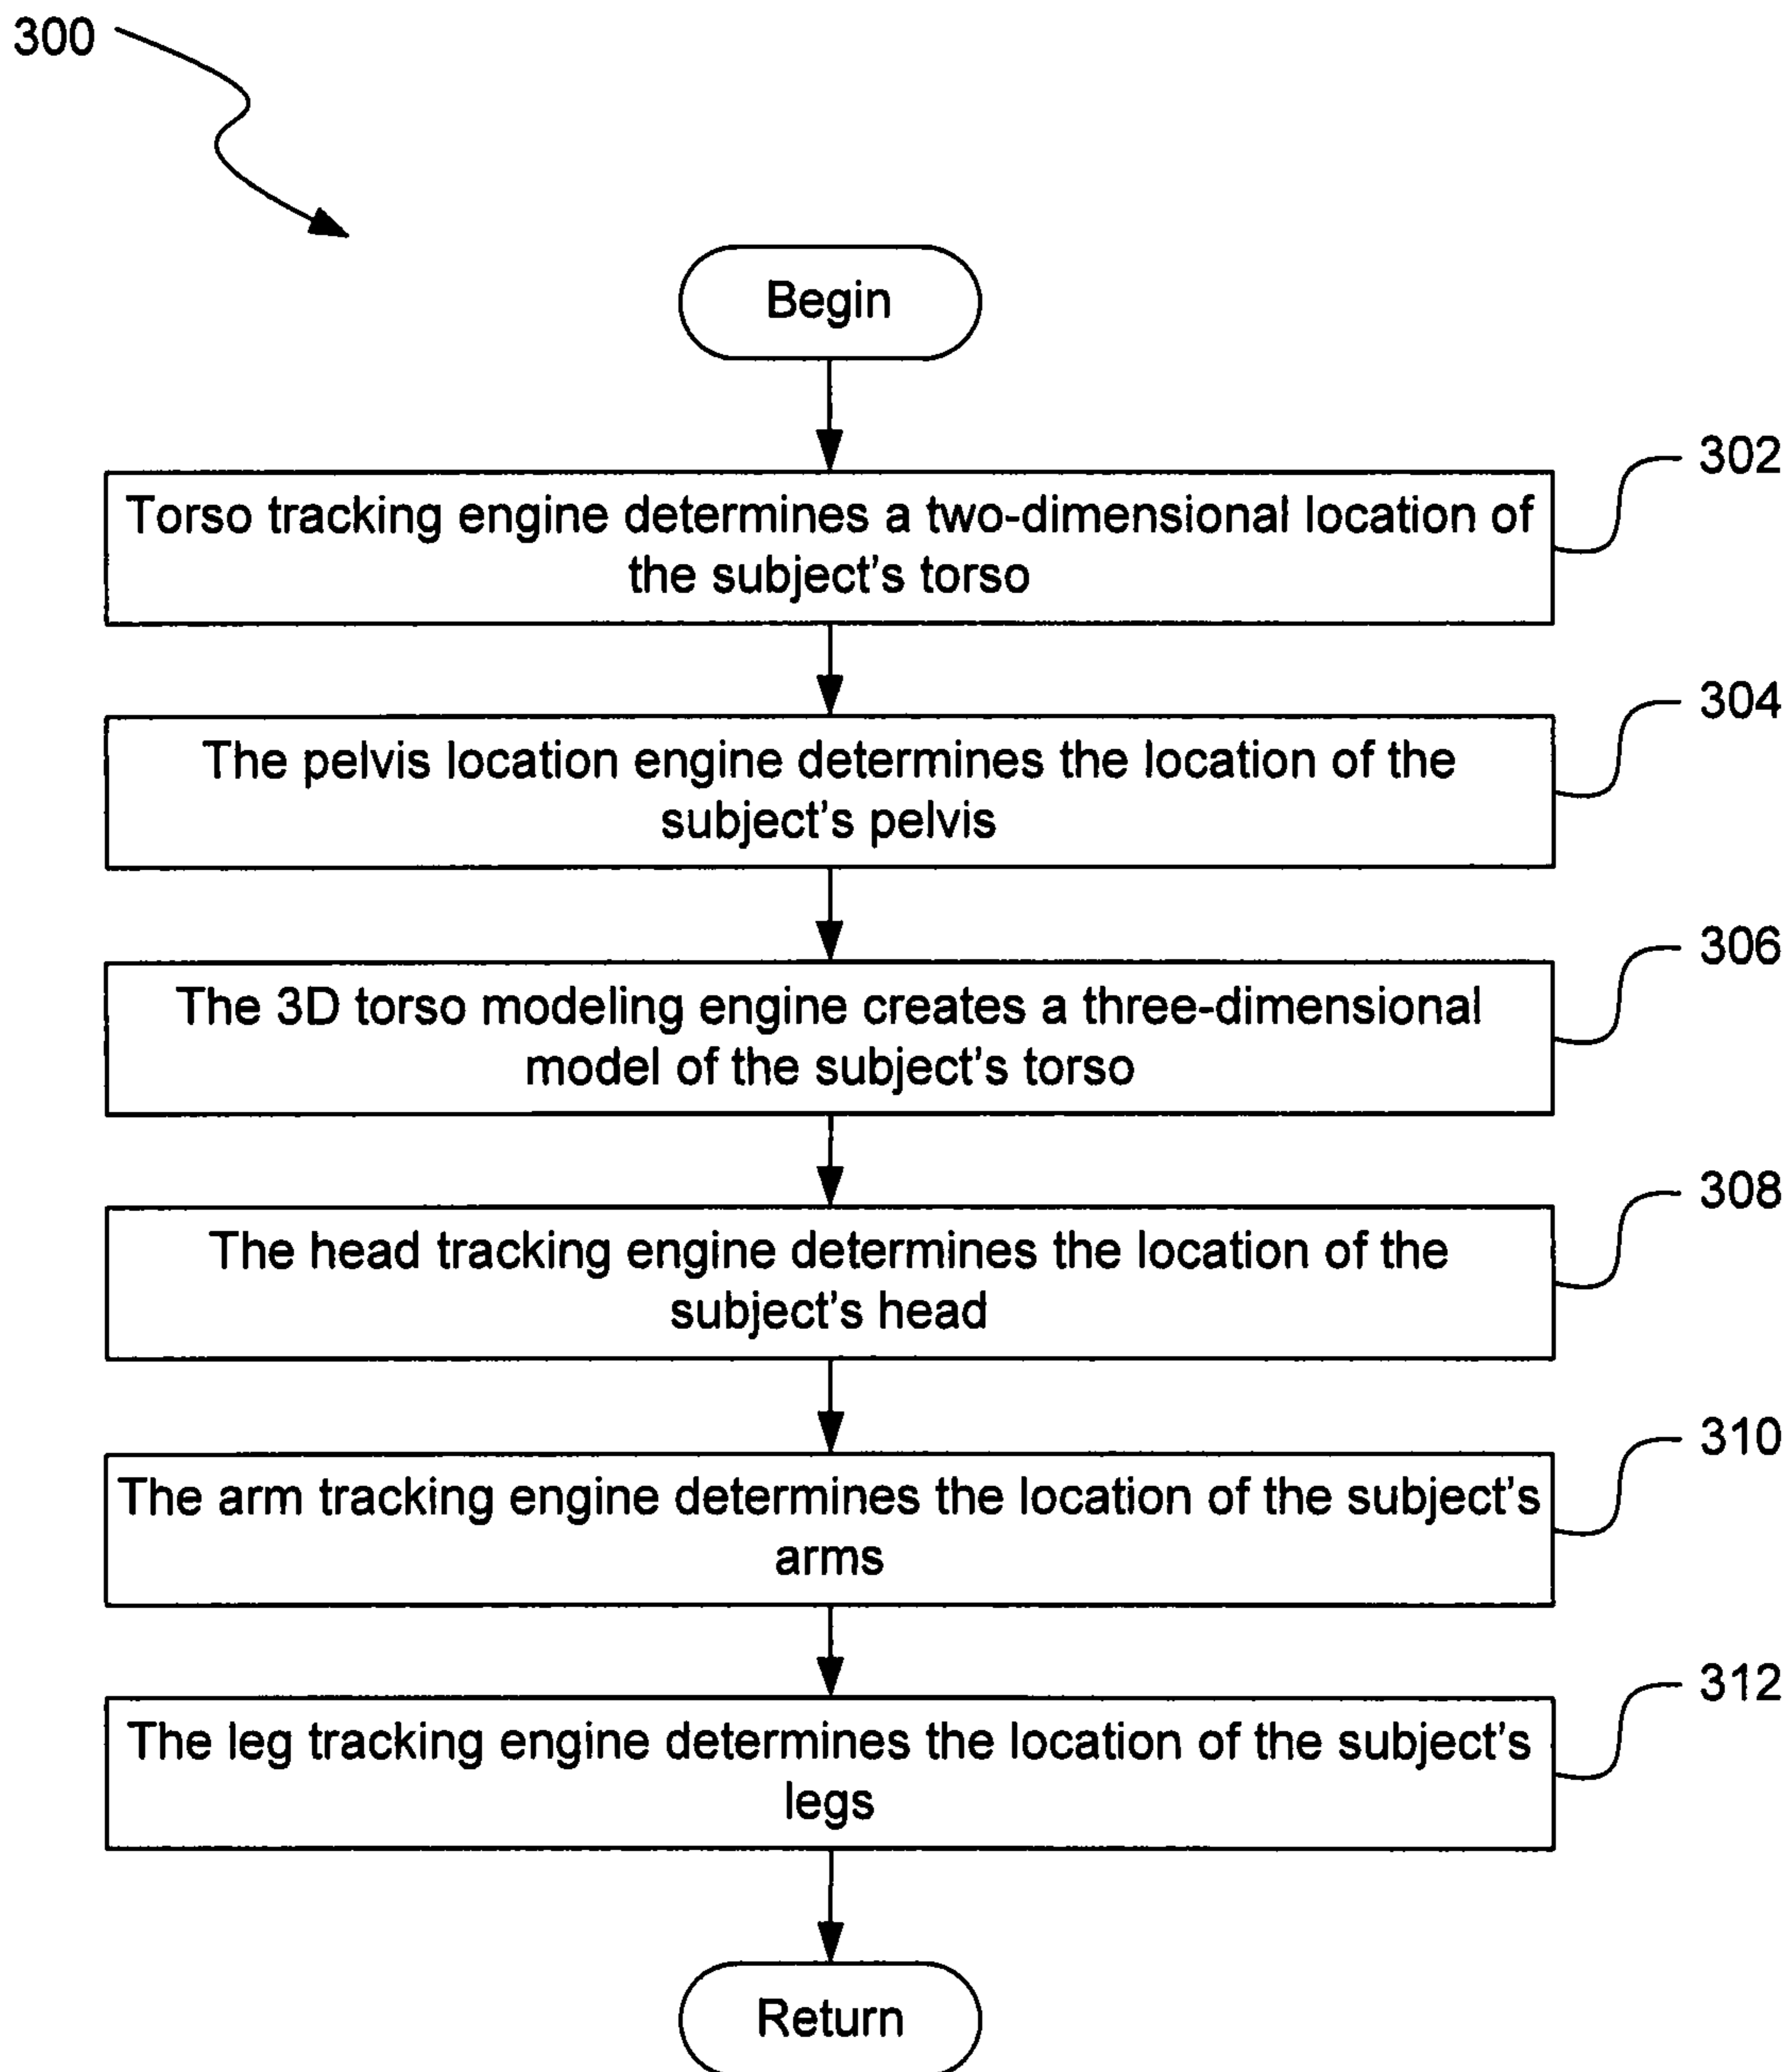 300
Begin
302
Torso tracking engine determines a two-dimensional location of
the subject's torso
304
The pelvis location engine determines the location of the
subject's pelvis
306
The 3D torso modeling engine creates a three-dimensional
model of the subject's torso
308
The head tracking engine determines the location of the
subject's head
310
The arm tracking engine determines the location of the subject's
arms
312
The leg tracking engine determines the location of the subject's
legs
Return